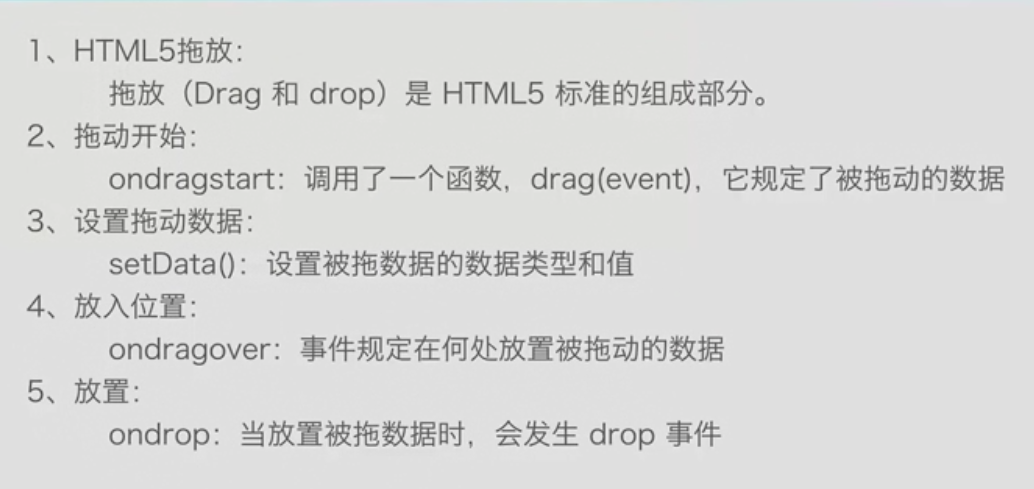 1、HTML5拖放：
拖放（Drag 和 drop）是 HTML5 标准的组成部分。
2、拖动开始：
ondragstart：调用了一个函数，drag(event)，它规定了被拖动的数据
3、设置拖动数据：
setData()：设置被拖数据的数据类型和值
4、放入位置：
ondragover：事件规定在何处放置被拖动的数据
5、放置：
ondrop：当放置被拖数据时，会发生 drop 事件